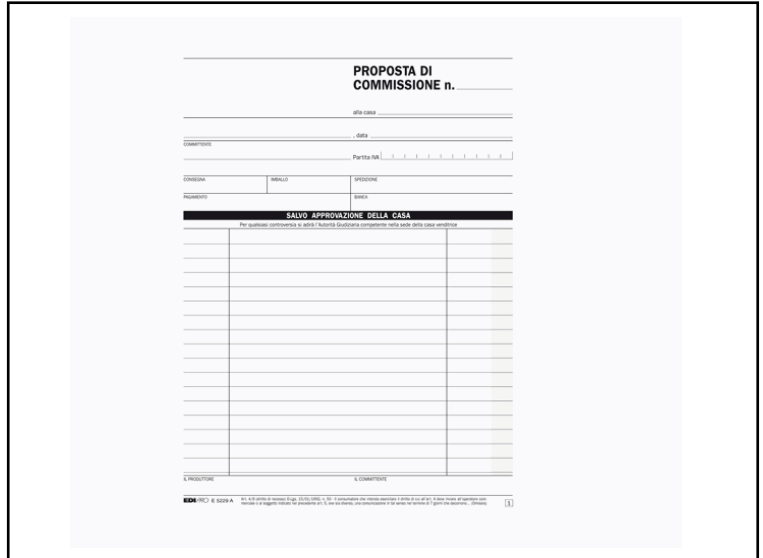 PROPOSTA DI
COMMISSIONE n.
alla casa
, data
COMMITTENTE
Partita IVA
CONSEGNA IMBALLO SPEDIZIONE
PAGAMENTO BANCA
SALVO APPROVAZIONE DELLA CASA
Per qualsiasi controversia si adirà l'Autorità Giudiziaria competente nella sede della casa venditrice
IL PRODUTTORE IL COMMITTENTE
EDIPRO E 5229 A 1